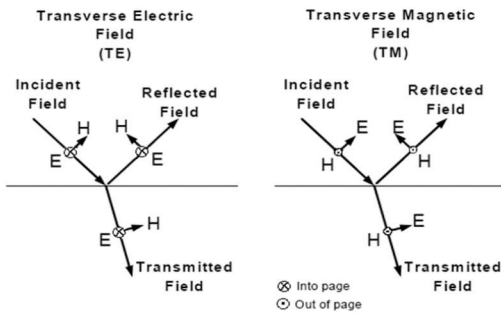 Transverse Electric
Field
(TE)
Incident
Field
Reflected
Field
H
H
E
E
E
H
Transmitted
Field
Transverse Magnetic
Field
(TM)
Incident
Field
Reflected
Field
E
E
H
H
E
H
Transmitted
Field
Into page
Out of page